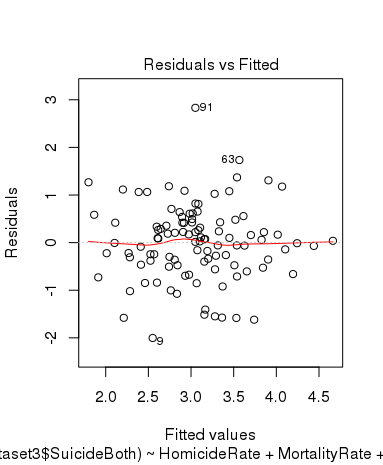 Residuals vs Fitted
Residuals
3
2
1
0
-1
-2
91
63
9
2.0 2.5 3.0 3.5 4.0 4.5
Fitted values
taset3$SuicideBoth) ~ HomicideRate + MortalityRate +